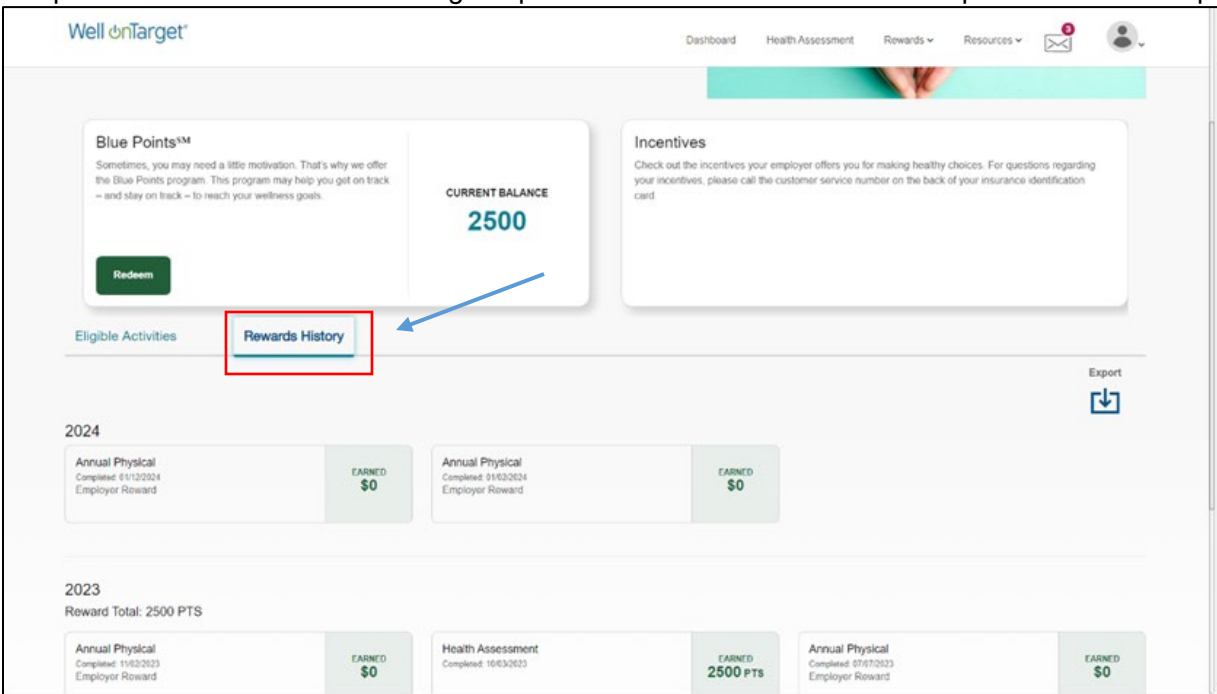 Well onTarget®
Dashboard Health Assessment Rewards Resources 3
Blue Points℠
Sometimes, you may need a little motivation. That's why we offer
the Blue Points program. This program may help you get on track
– and stay on track – to reach your wellness goals.
CURRENT BALANCE
2500
Redeem
Incentives
Check out the incentives your employer offers you for making healthy choices. For questions regarding
your incentives, please call the customer service number on the back of your insurance identification
card
Eligible Activities Rewards History
Export
2024
Annual Physical
Completed: 01/12/2024
Employer Reward
EARNED
$0
Annual Physical
Completed: 01/02/2024
Employer Reward
EARNED
$0
2023
Reward Total: 2500 PTS
Annual Physical
Completed: 11/02/2023
Employer Reward
EARNED
$0
Health Assessment
Completed: 10/03/2023
EARNED
2500 PTS
Annual Physical
Completed: 07/07/2023
Employer Reward
EARNED
$0